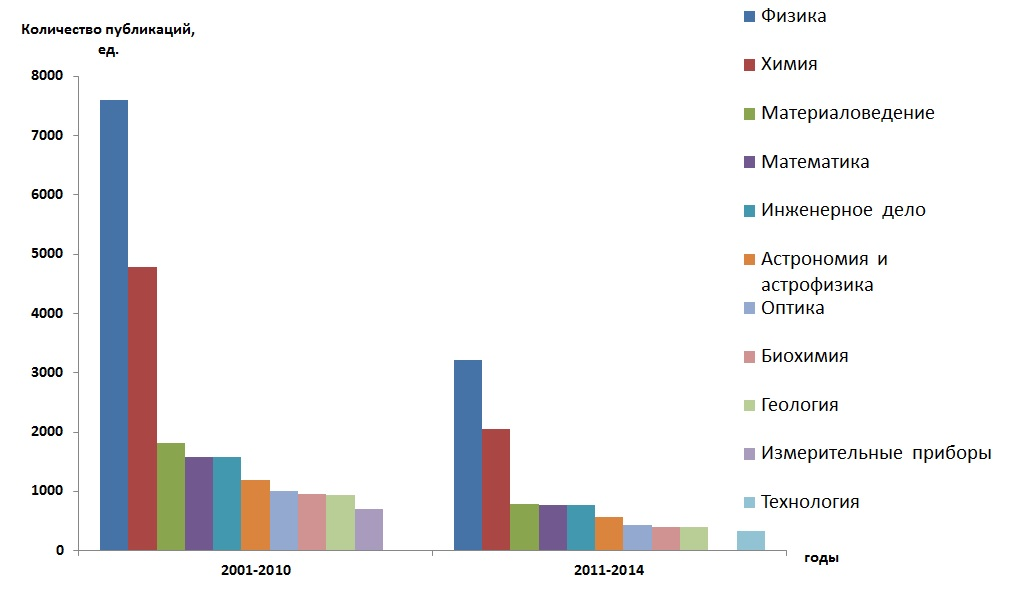 Количество публикаций,
ед.
8000
7000
6000
5000
4000
3000
2000
1000
0
2001-2010
2011-2014
годы
Физика
Химия
Материаловедение
Математика
Инженерное дело
Астрономия и
астрофизика
Оптика
Биохимия
Геология
Измерительные приборы
Технология